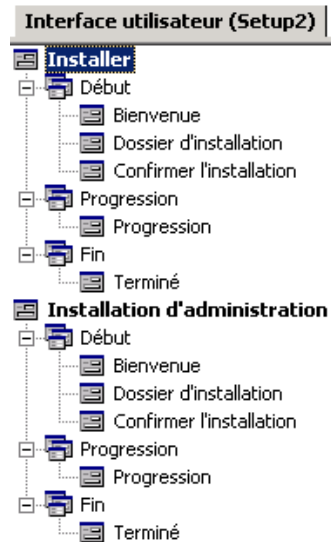 Interface utilisateur (Setup2)
Installer
Début
Bienvenue
Dossier d'installation
Confirmer l'installation
Progression
Progression
Fin
Terminé
Installation d'administration
Début
Bienvenue
Dossier d'installation
Confirmer l'installation
Progression
Progression
Fin
Terminé